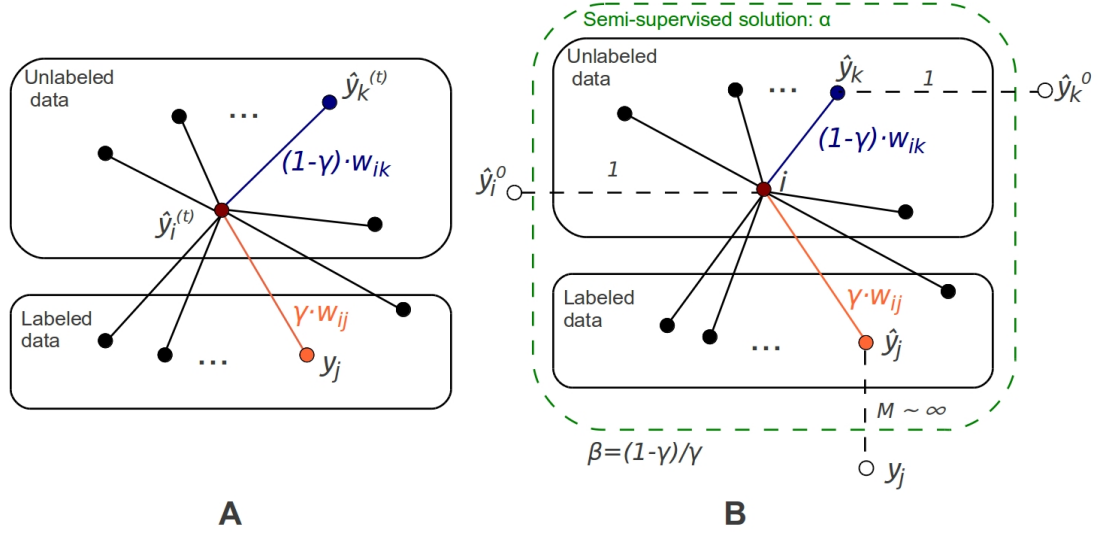 Unlabeled
data
ŷₖ⁽ᵗ⁾
...
(1-γ)·wᵢₖ
ŷᵢ⁽ᵗ⁾
Labeled
data
γ·wᵢⱼ
...
yⱼ
A
Semi-supervised solution: α
Unlabeled
data
ŷₖ
...
1
ŷₖ⁰
(1-γ)·wᵢₖ
ŷᵢ⁰
1
i
Labeled
data
γ·wᵢⱼ
...
ŷⱼ
M ~ ∞
β=(1-γ)/γ
yⱼ
B